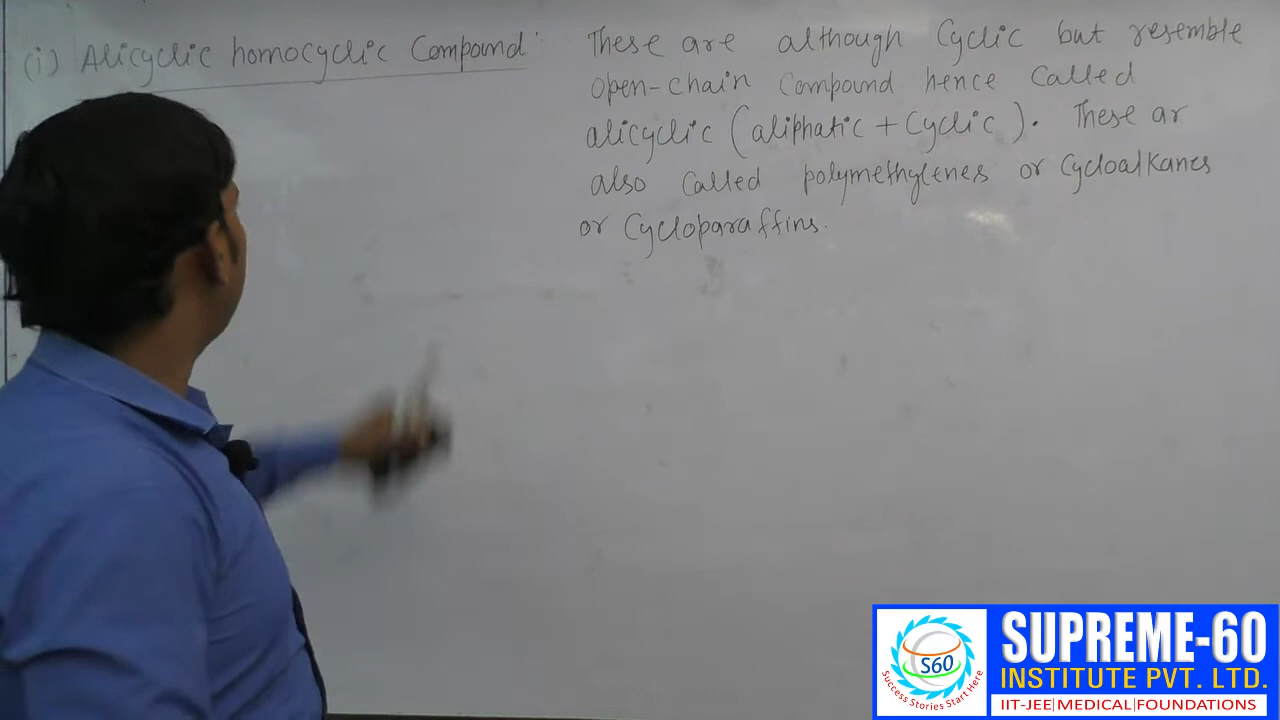 (i) Alicyclic homocyclic Compound :
These are although Cyclic but resemble
open-chain Compound hence Called
alicyclic (aliphatic + Cyclic). These ar
also Called polymethylenes or Cycloalkanes
or Cycloparaffins.
S60
Success Stories Start Here
SUPREME-60
INSTITUTE PVT. LTD.
IIT-JEE|MEDICAL|FOUNDATIONS